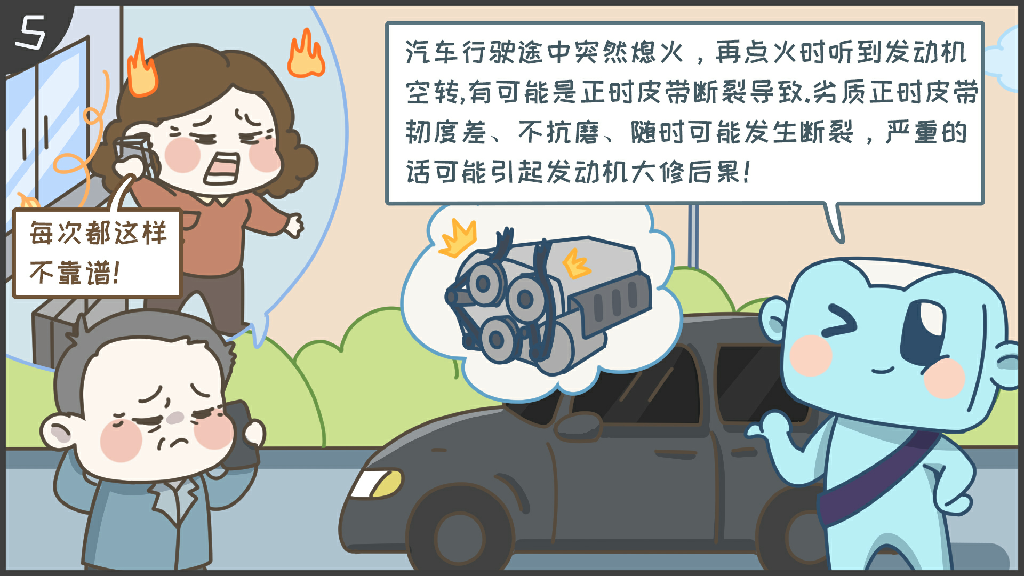 5
汽车行驶途中突然熄火，再点火时听到发动机
空转,有可能是正时皮带断裂导致.劣质正时皮带
韧度差、不抗磨、随时可能发生断裂，严重的
话可能引起发动机大修后果!
每次都这样
不靠谱!